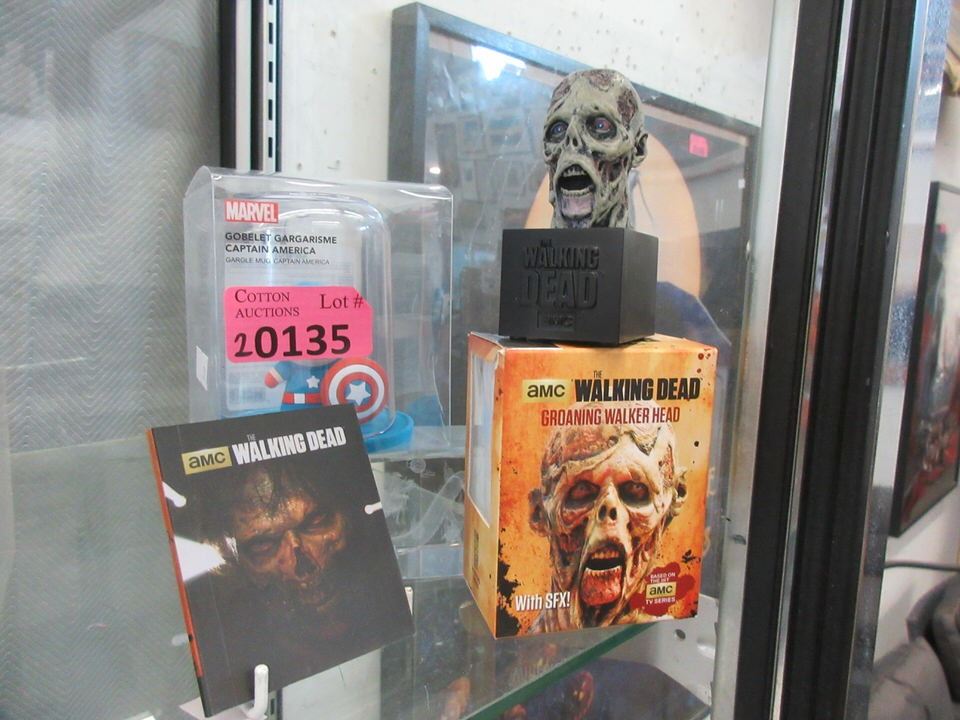 MARVEL
GOBELET GARGARISME
CAPTAIN AMERICA
GARGLE MUG CAPTAIN AMERICA
COTTON AUCTIONS Lot #
20135
aMC THE WALKING DEAD
THE
WALKING
DEAD
aMC
aMC THE WALKING DEAD
GROANING WALKER HEAD
With SFX!
BASED ON
THE HIT
aMC
TV SERIES